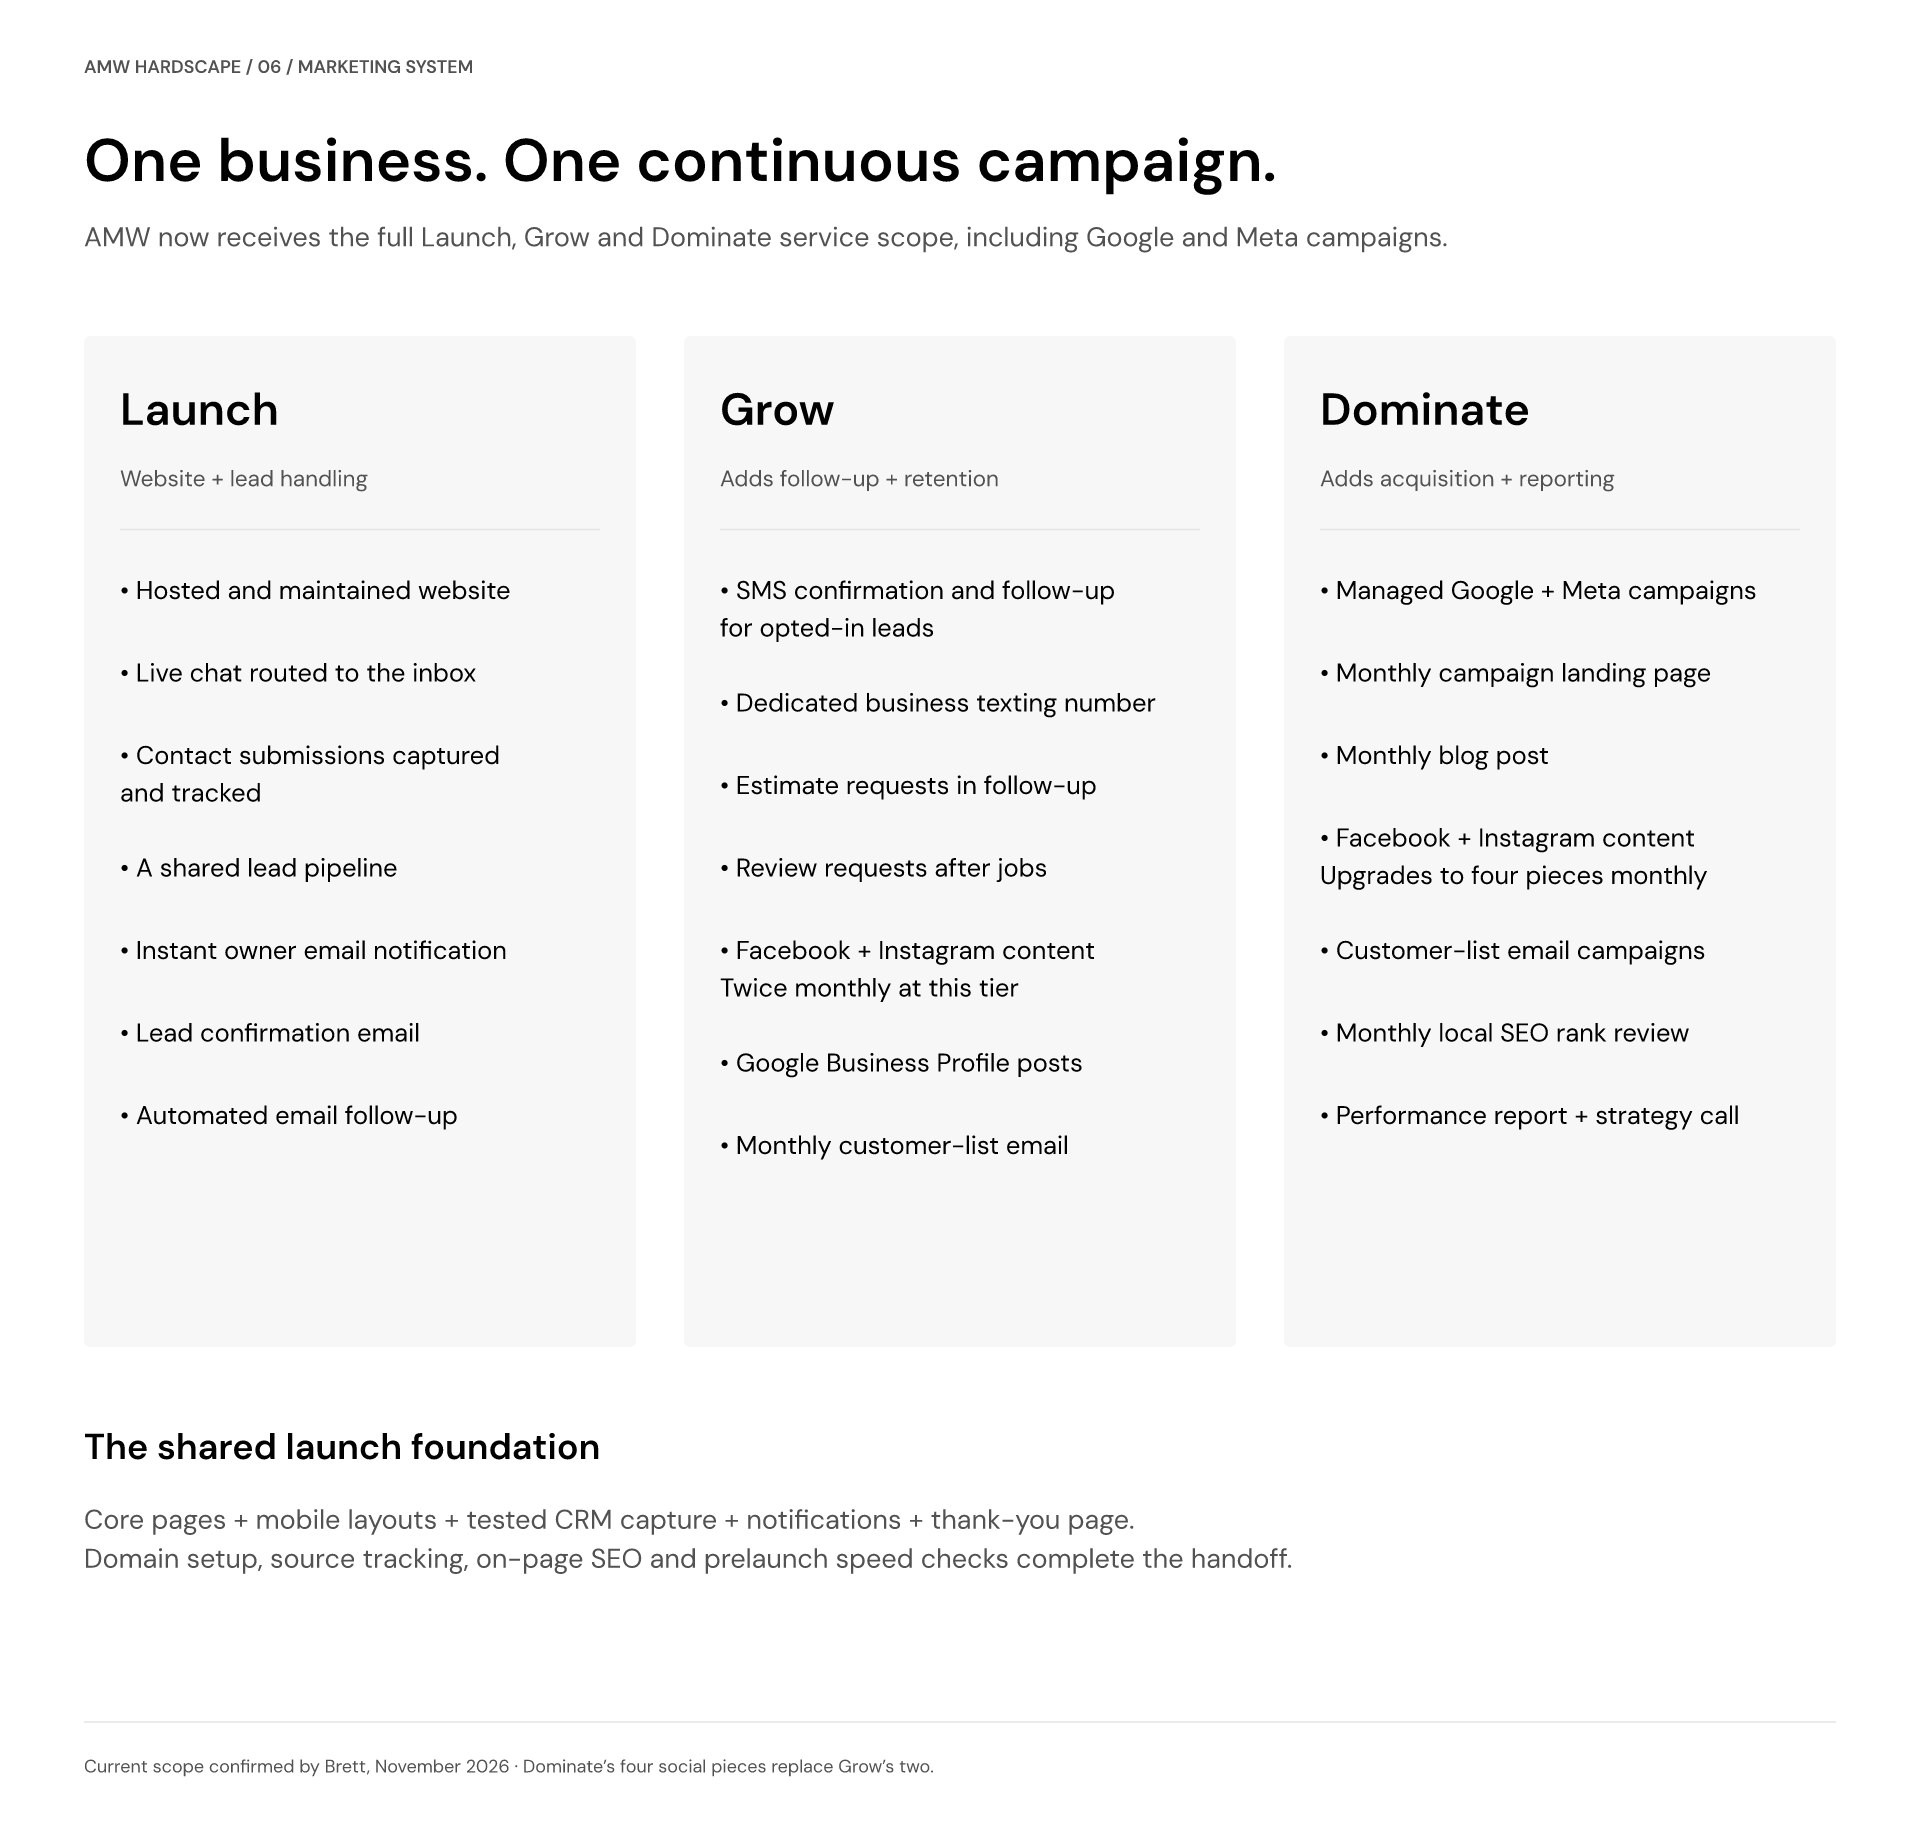 AMW HARDSCAPE / 06 / MARKETING SYSTEM
One business. One continuous campaign.
AMW now receives the full Launch, Grow and Dominate service scope, including Google and Meta campaigns.
Launch
Website + lead handling
• Hosted and maintained website
• Live chat routed to the inbox
• Contact submissions captured
and tracked
• A shared lead pipeline
• Instant owner email notification
• Lead confirmation email
• Automated email follow-up
Grow
Adds follow-up + retention
• SMS confirmation and follow-up
for opted-in leads
• Dedicated business texting number
• Estimate requests in follow-up
• Review requests after jobs
• Facebook + Instagram content
Twice monthly at this tier
• Google Business Profile posts
• Monthly customer-list email
Dominate
Adds acquisition + reporting
• Managed Google + Meta campaigns
• Monthly campaign landing page
• Monthly blog post
• Facebook + Instagram content
Upgrades to four pieces monthly
• Customer-list email campaigns
• Monthly local SEO rank review
• Performance report + strategy call
The shared launch foundation
Core pages + mobile layouts + tested CRM capture + notifications + thank-you page.
Domain setup, source tracking, on-page SEO and prelaunch speed checks complete the handoff.
Current scope confirmed by Brett, November 2026 · Dominate’s four social pieces replace Grow’s two.